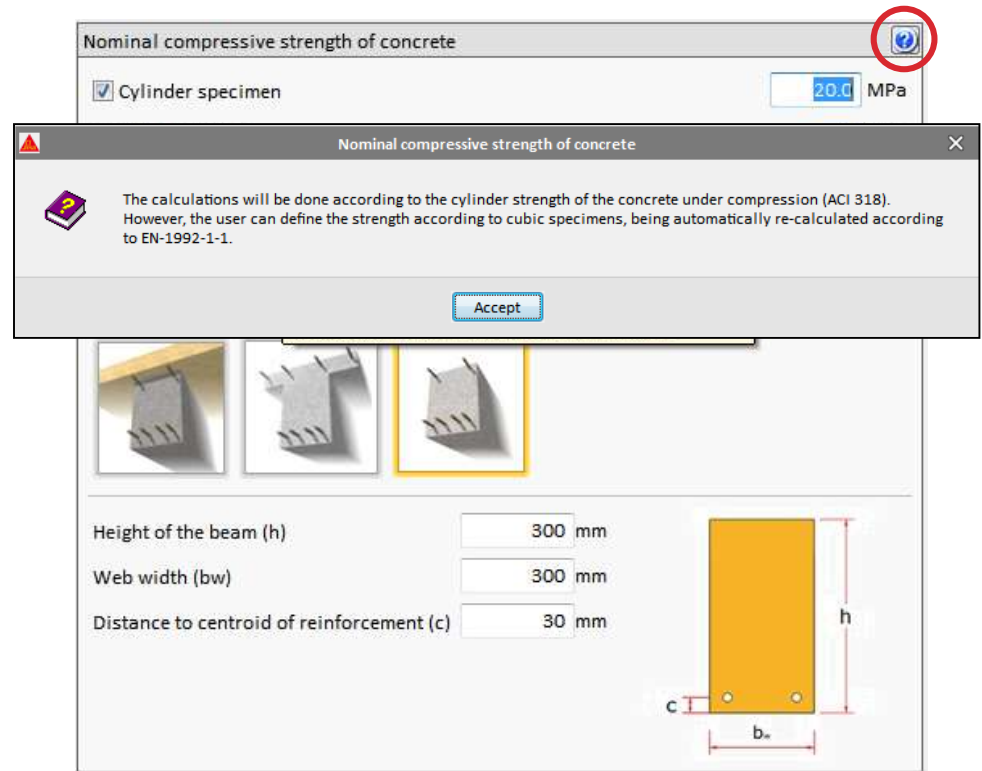 Nominal compressive strength of concrete
Cylinder specimen 20.0 MPa
Nominal compressive strength of concrete
The calculations will be done according to the cylinder strength of the concrete under compression (ACI 318).
However, the user can define the strength according to cubic specimens, being automatically re-calculated according
to EN-1992-1-1.
Accept
Height of the beam (h) 300 mm
Web width (bw) 300 mm
Distance to centroid of reinforcement (c) 30 mm
h
c
bw